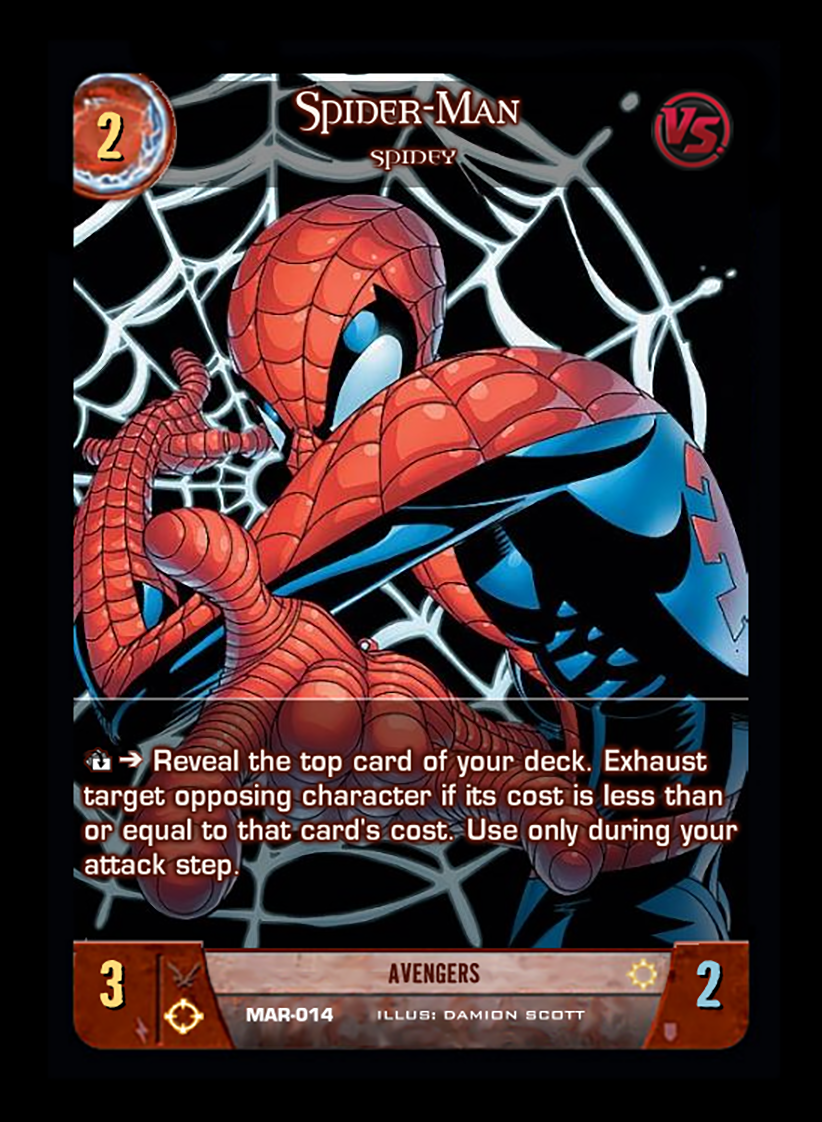 2
Spider-Man
VS.
Spidey
➔ Reveal the top card of your deck. Exhaust
target opposing character if its cost is less than
or equal to that card's cost. Use only during your
attack step.
3
AVENGERS
2
MAR-014 ILLUS: DAMION SCOTT